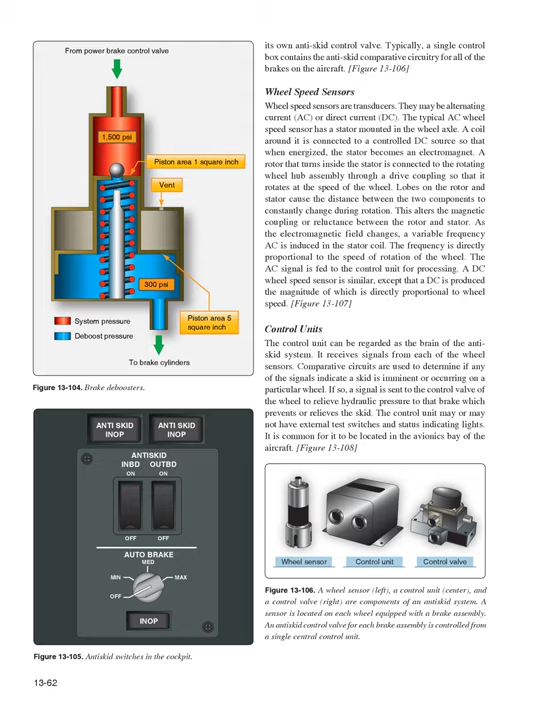 From power brake control valve
1,500 psi
Piston area 1 square inch
Vent
300 psi
Piston area 5
square inch
System pressure
Deboost pressure
To brake cylinders
Figure 13-104. Brake deboosters.
ANTI SKID
INOP
ANTI SKID
INOP
ANTISKID
INBD OUTBD
ON ON
OFF OFF
AUTO BRAKE
MED
MIN MAX
OFF
INOP
Figure 13-105. Antiskid switches in the cockpit.
its own anti-skid control valve. Typically, a single control
box contains the anti-skid comparative circuitry for all of the
brakes on the aircraft. [Figure 13-106]
Wheel Speed Sensors
Wheel speed sensors are transducers. They may be alternating
current (AC) or direct current (DC). The typical AC wheel
speed sensor has a stator mounted in the wheel axle. A coil
around it is connected to a controlled DC source so that
when energized, the stator becomes an electromagnet. A
rotor that turns inside the stator is connected to the rotating
wheel hub assembly through a drive coupling so that it
rotates at the speed of the wheel. Lobes on the rotor and
stator cause the distance between the two components to
constantly change during rotation. This alters the magnetic
coupling or reluctance between the rotor and stator. As
the electromagnetic field changes, a variable frequency
AC is induced in the stator coil. The frequency is directly
proportional to the speed of rotation of the wheel. The
AC signal is fed to the control unit for processing. A DC
wheel speed sensor is similar, except that a DC is produced
the magnitude of which is directly proportional to wheel
speed. [Figure 13-107]
Control Units
The control unit can be regarded as the brain of the anti-
skid system. It receives signals from each of the wheel
sensors. Comparative circuits are used to determine if any
of the signals indicate a skid is imminent or occurring on a
particular wheel. If so, a signal is sent to the control valve of
the wheel to relieve hydraulic pressure to that brake which
prevents or relieves the skid. The control unit may or may
not have external test switches and status indicating lights.
It is common for it to be located in the avionics bay of the
aircraft. [Figure 13-108]
Wheel sensor Control unit Control valve
Figure 13-106. A wheel sensor (left), a control unit (center), and
a control valve (right) are components of an antiskid system. A
sensor is located on each wheel equipped with a brake assembly.
An antiskid control valve for each brake assembly is controlled from
a single central control unit.
13-62